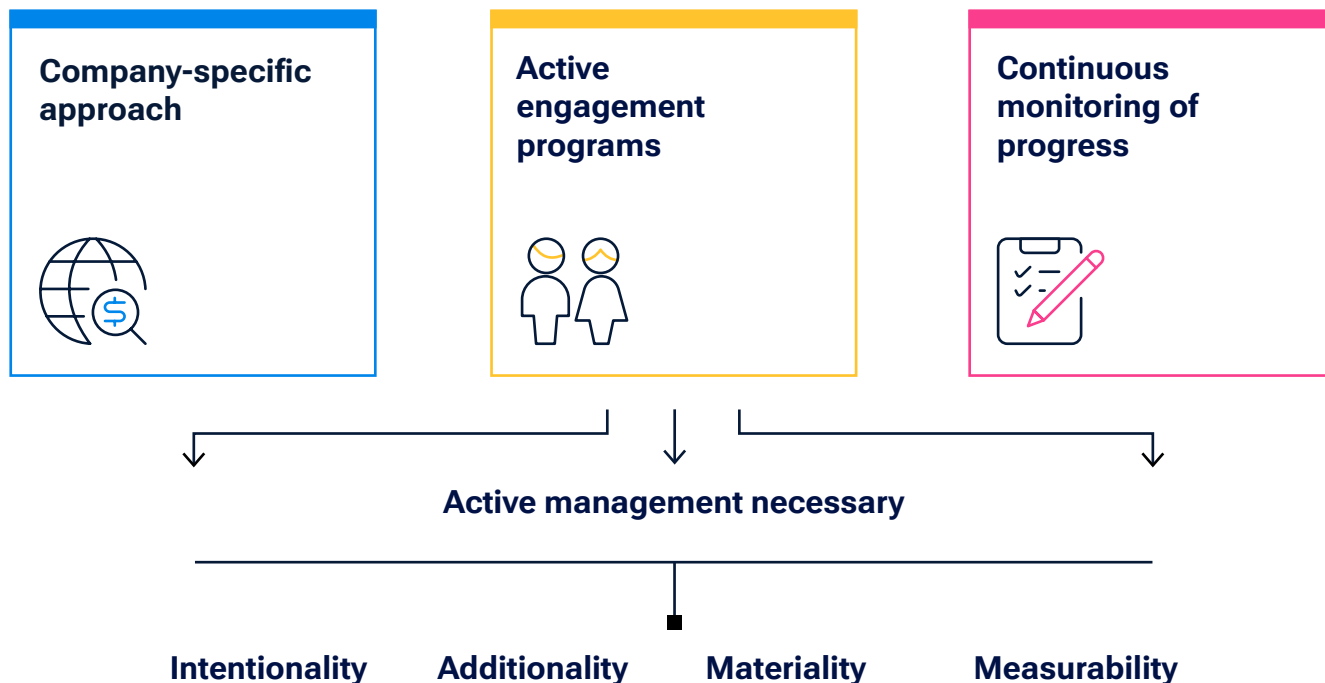 Company-specific
approach
Active
engagement
programs
Continuous
monitoring of
progress
$
Active management necessary
Intentionality Additionality Materiality Measurability